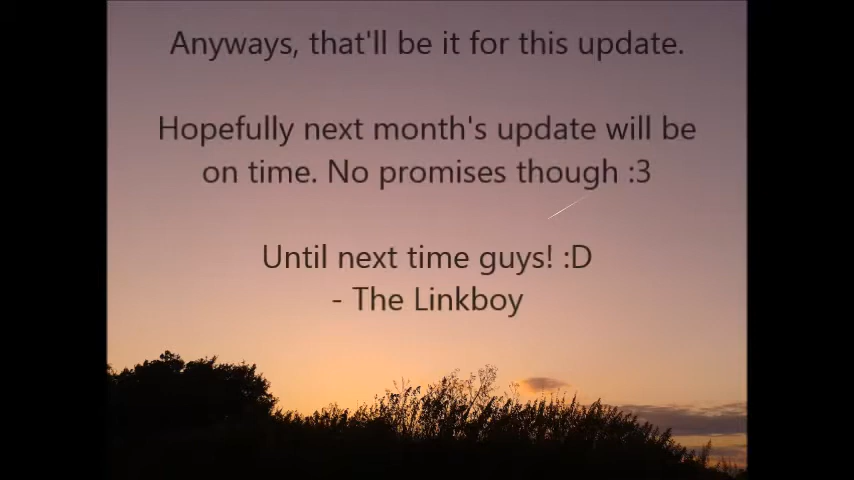 Anyways, that'll be it for this update.
Hopefully next month's update will be
on time. No promises though :3
Until next time guys! :D
- The Linkboy